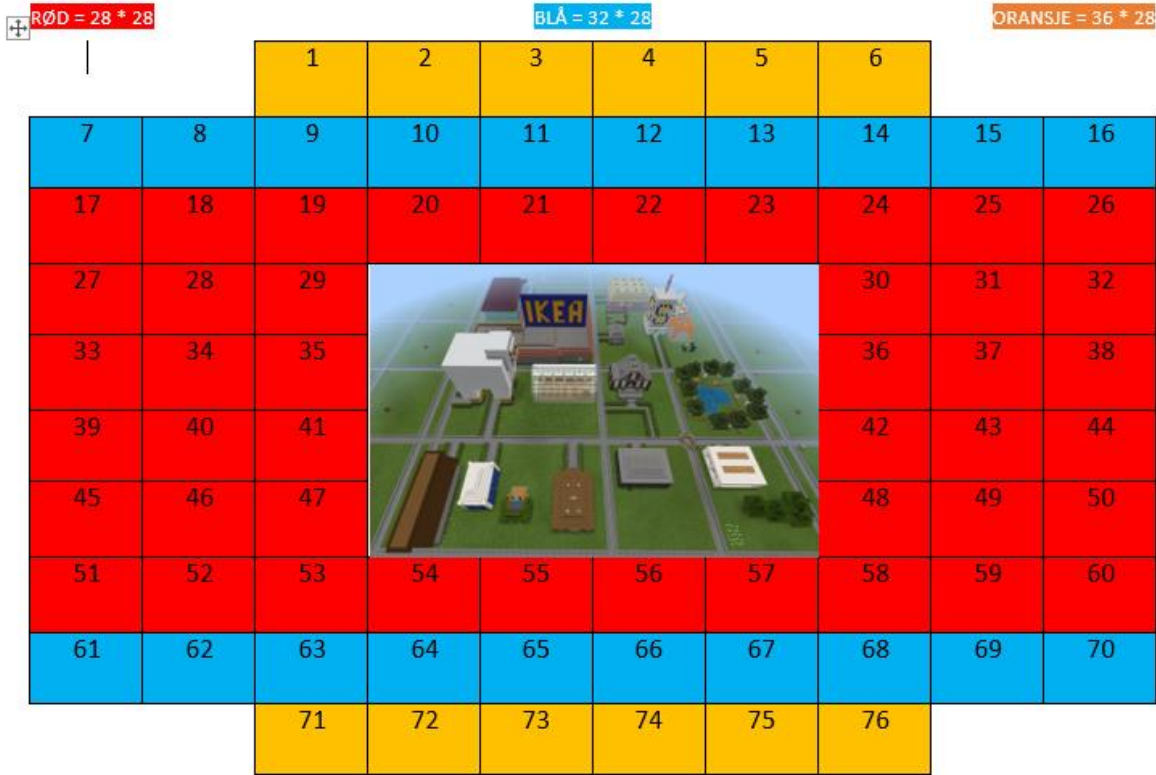 RØD = 28 * 28 BLÅ = 32 * 28 ORANSJE = 36 * 28
1 2 3 4 5 6
7 8 9 10 11 12 13 14 15 16
17 18 19 20 21 22 23 24 25 26
27 28 29 30 31 32
IKEA
33 34 35 36 37 38
39 40 41 42 43 44
45 46 47 48 49 50
51 52 53 54 55 56 57 58 59 60
61 62 63 64 65 66 67 68 69 70
71 72 73 74 75 76